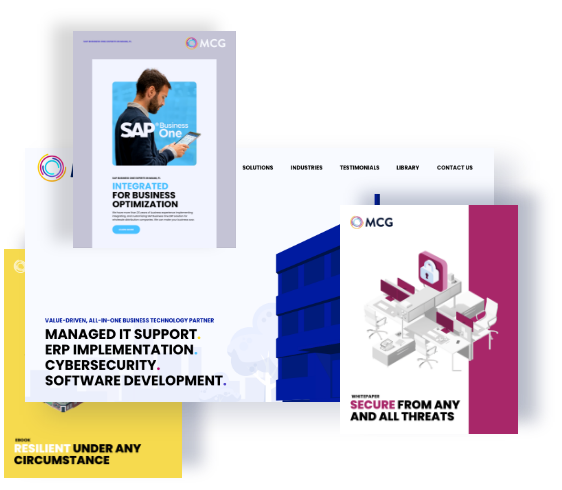 MCG
SAP Business
One
INTEGRATED
FOR BUSINESS
OPTIMIZATION
SOLUTIONS INDUSTRIES TESTIMONIALS LIBRARY CONTACT US
VALUE-DRIVEN, ALL-IN-ONE BUSINESS TECHNOLOGY PARTNER
MANAGED IT SUPPORT.
ERP IMPLEMENTATION.
CYBERSECURITY.
SOFTWARE DEVELOPMENT.
MCG
WHITEPAPER
SECURE FROM ANY
AND ALL THREATS
EBOOK
RESILIENT UNDER ANY
CIRCUMSTANCE